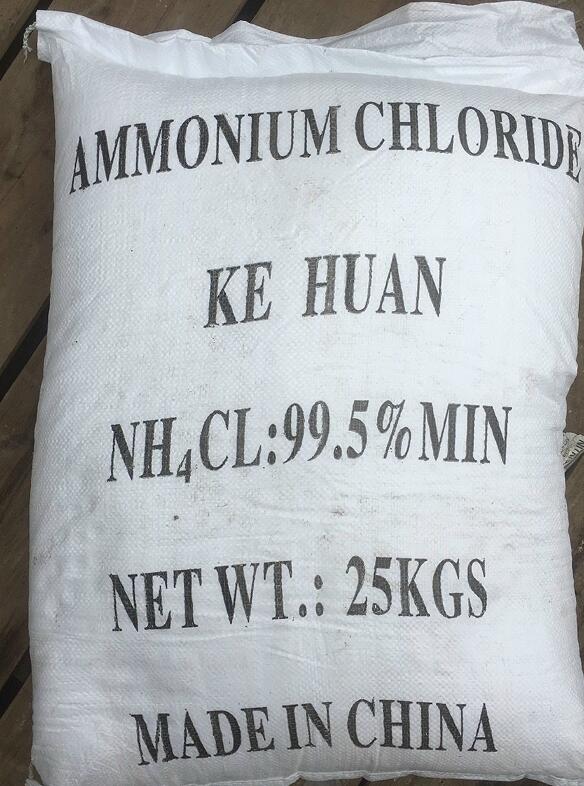 AMMONIUM CHLORIDE
KE HUAN
NH₄CL:99.5%MIN
NET WT.: 25KGS
MADE IN CHINA